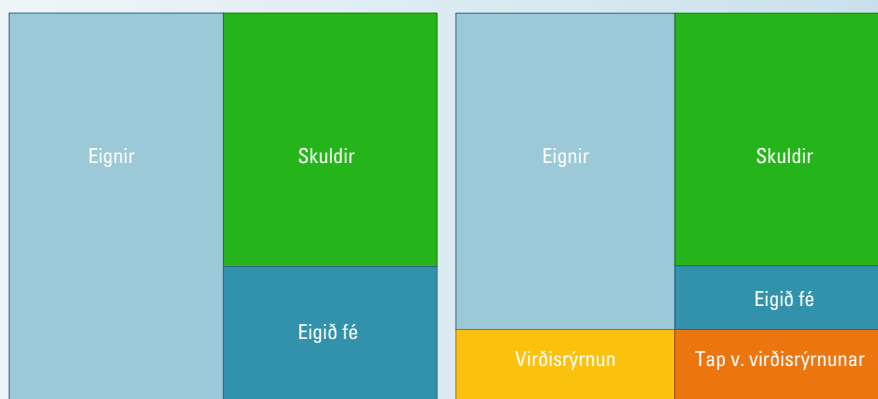 Eignir
Skuldir
Eigið fé
Eignir
Skuldir
Eigið fé
Virðisrýrnun
Tap v. virðisrýrnunar